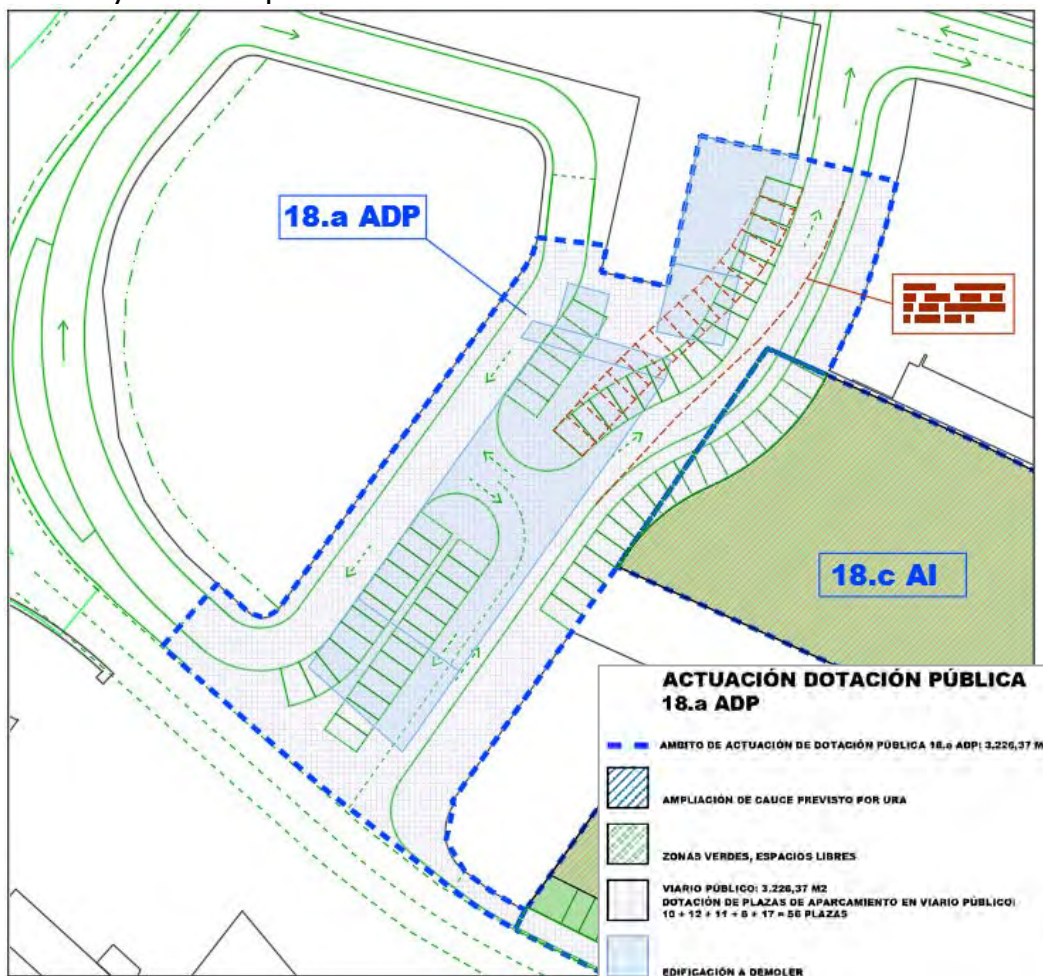 18.a ADP
18.c AI
ACTUACIÓN DOTACIÓN PÚBLICA
18.a ADP
AMBITO DE ACTUACIÓN DE DOTACIÓN PÚBLICA 18.a ADP: 3.226,37 M
AMPLIACIÓN DE CAUCE PREVISTO POR URA
ZONAS VERDES, ESPACIOS LIBRES
VIARIO PÚBLICO: 3.226,37 M2
DOTACIÓN DE PLAZAS DE APARCAMIENTO EN VIARIO PÚBLICO:
10 + 12 + 11 + 6 + 17 = 56 PLAZAS
EDIFICACIÓN A DEMOLER